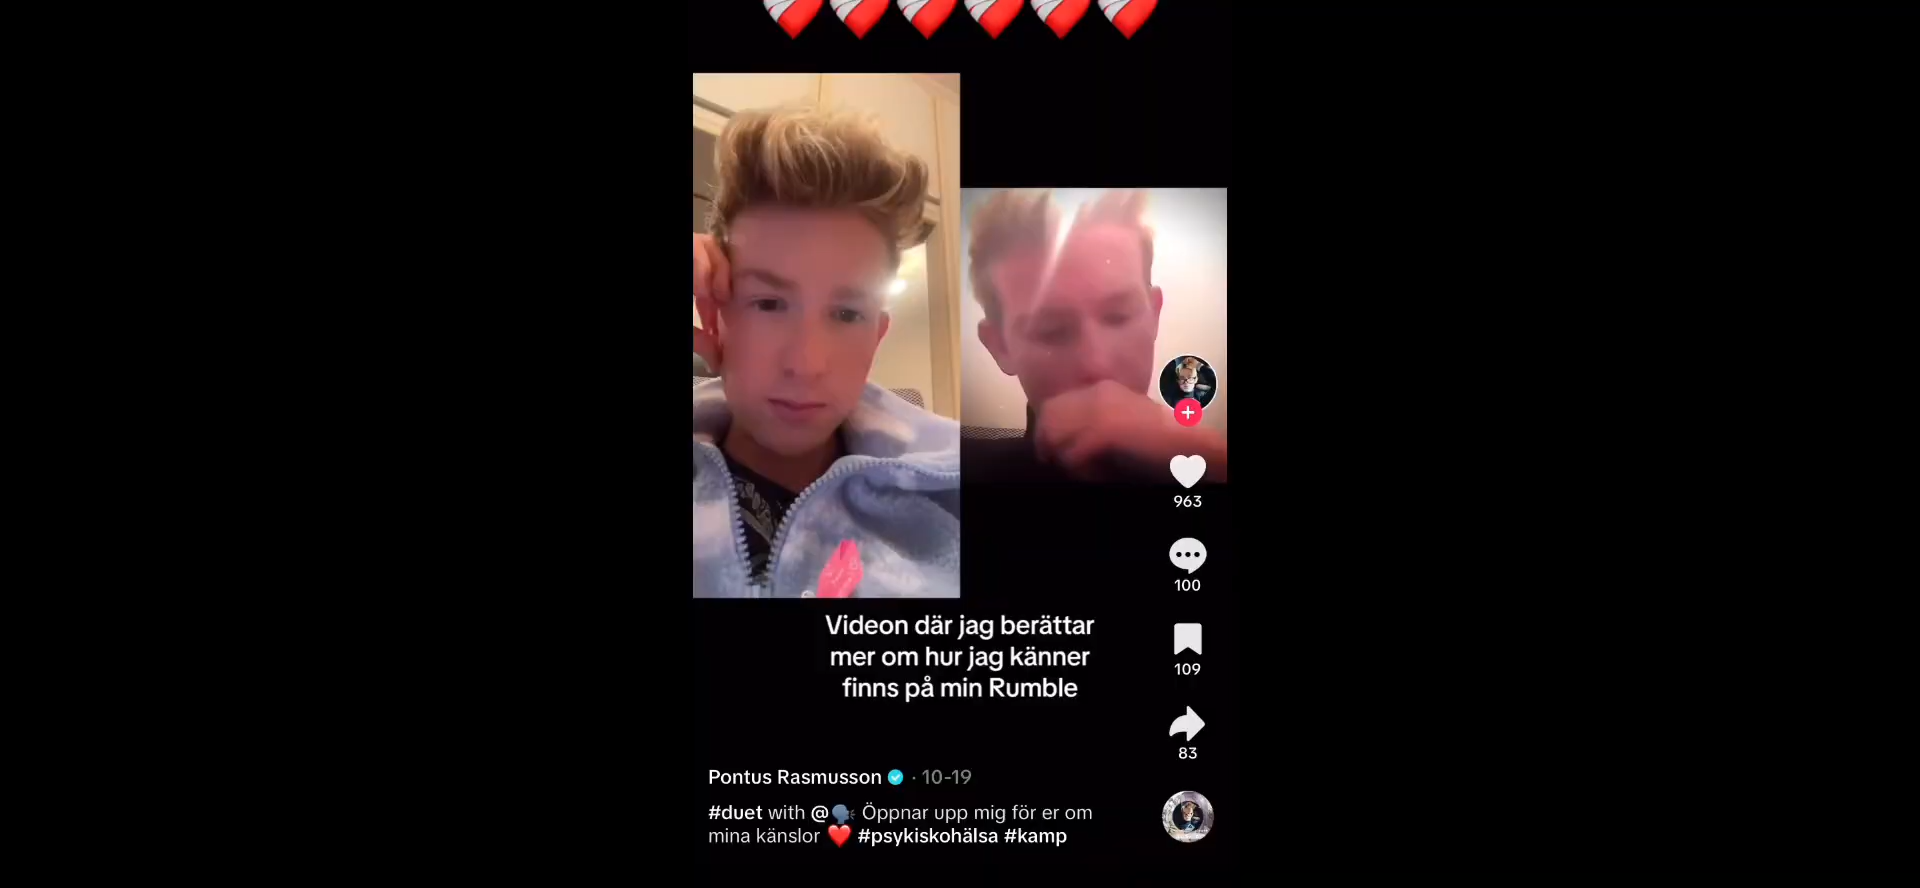 Videon där jag berättar
mer om hur jag känner
finns på min Rumble
963
100
109
83
Pontus Rasmusson · 10-19
#duet with @🗣️ Öppnar upp mig för er om
mina känslor ❤️ #psykiskohälsa #kamp